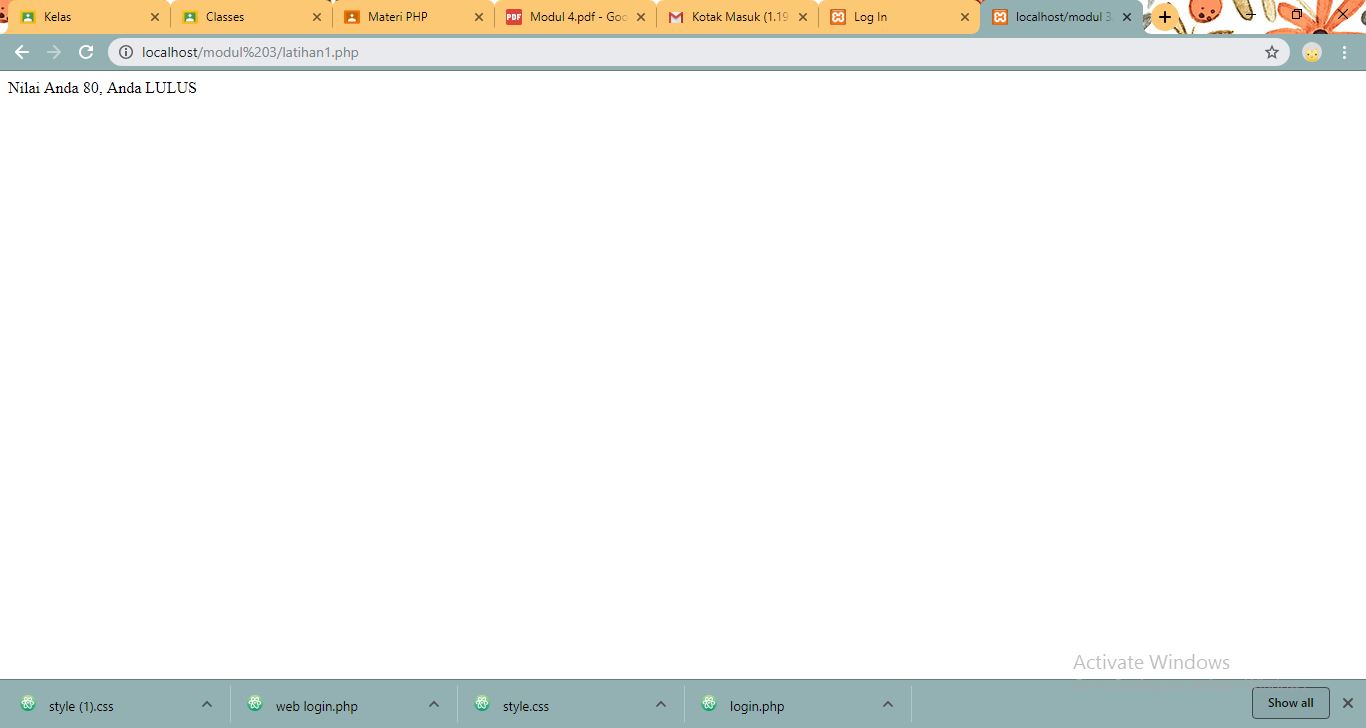 Kelas
Classes
Materi PHP
Modul 4.pdf - Goo
Kotak Masuk (1.19
Log In
localhost/modul 3
localhost/modul%203/latihan1.php
Nilai Anda 80, Anda LULUS
Activate Windows
style (1).css
web login.php
style.css
login.php
Show all